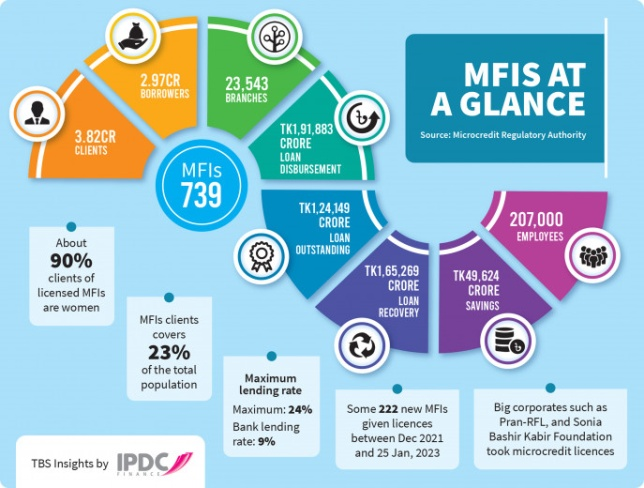 MFIS AT
A GLANCE
Source: Microcredit Regulatory Authority
3.82CR
CLIENTS
2.97CR
BORROWERS
23,543
BRANCHES
TK1,91,883
CRORE
LOAN
DISBURSEMENT
MFIs
739
TK1,24,149
CRORE
LOAN
OUTSTANDING
TK1,65,269
CRORE
LOAN
RECOVERY
TK49,624
CRORE
SAVINGS
207,000
EMPLOYEES
About
90%
clients of
licensed MFIs
are women
MFIs clients
covers
23%
of the total
population
Maximum
lending rate
Maximum: 24%
Bank lending
rate: 9%
Some 222 new MFIs
given licences
between Dec 2021
and 25 Jan, 2023
Big corporates such as
Pran-RFL, and Sonia
Bashir Kabir Foundation
took microcredit licences
TBS Insights by IPDC
FINANCE